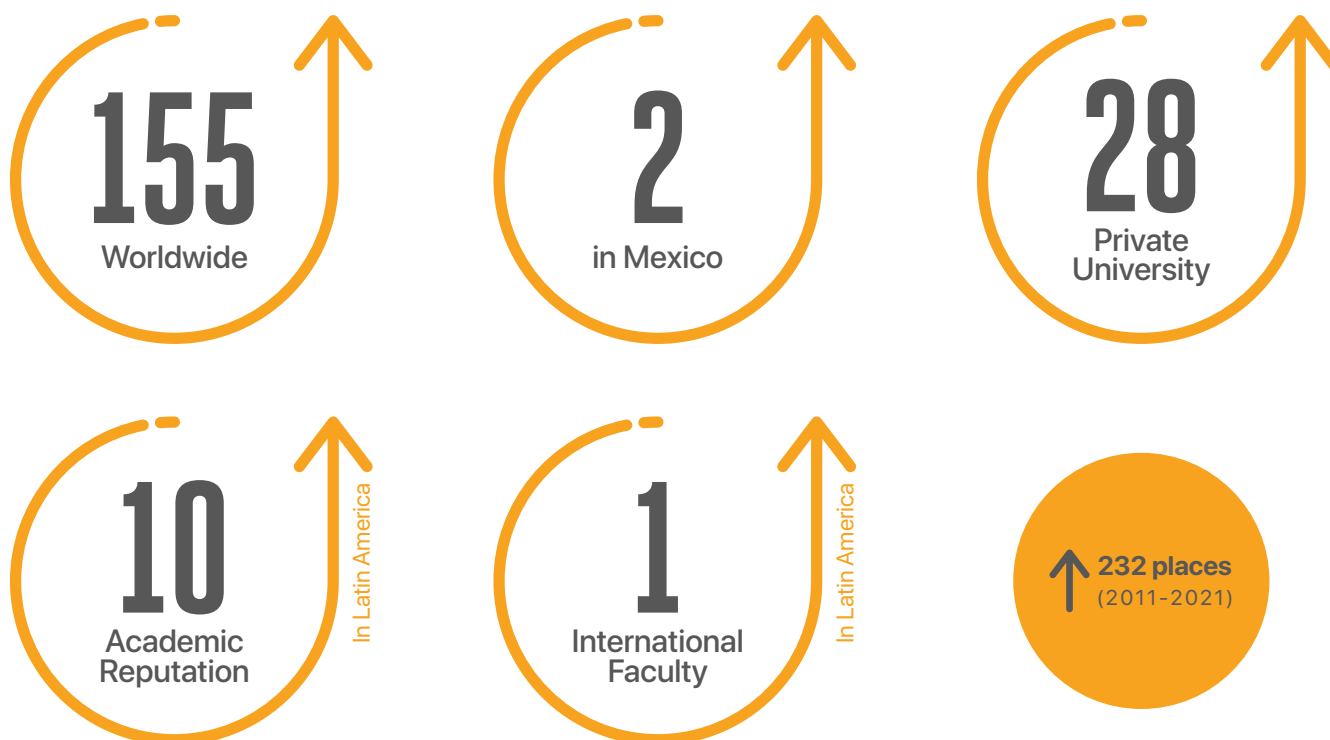 155
Worldwide
2
in Mexico
28
Private
University
10
Academic
Reputation
In Latin America
1
International
Faculty
In Latin America
232 places
(2011-2021)